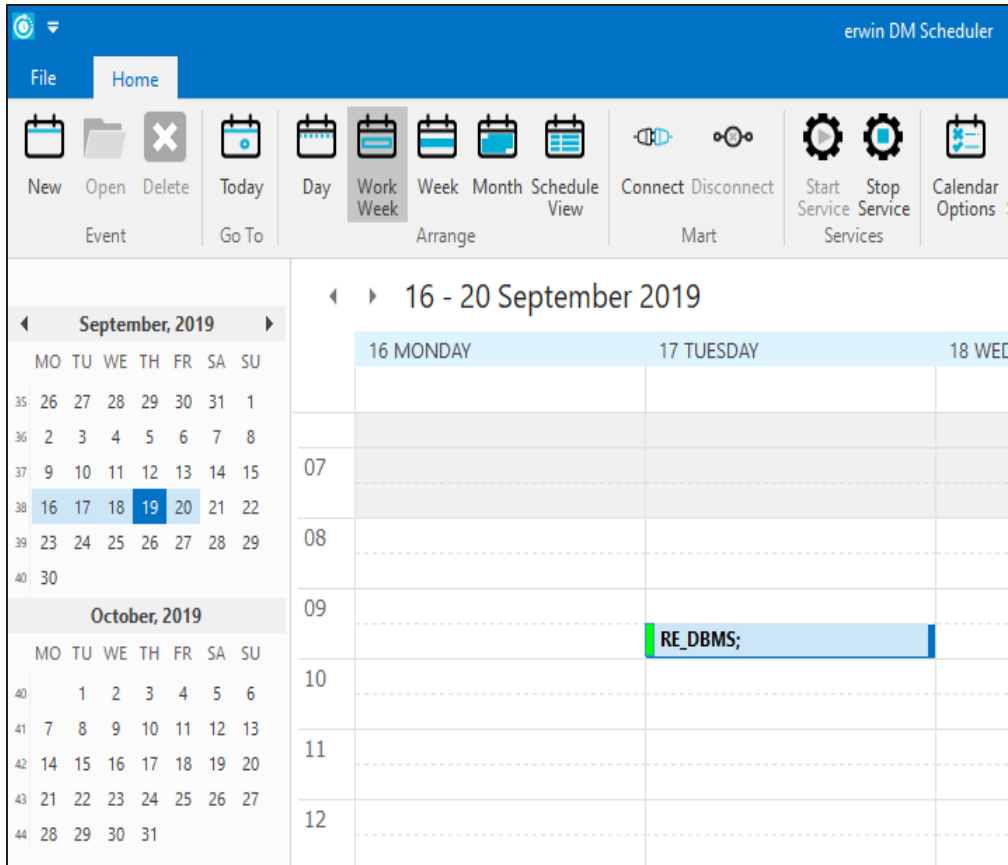 erwin DM Scheduler
File Home
New Open Delete Today Day Work Week Week Month Schedule View Connect Disconnect Start Service Stop Service Calendar Options
Event Go To Arrange Mart Services
16 - 20 September 2019
September, 2019
MO TU WE TH FR SA SU
35 26 27 28 29 30 31 1
36 2 3 4 5 6 7 8
37 9 10 11 12 13 14 15
38 16 17 18 19 20 21 22
39 23 24 25 26 27 28 29
40 30
October, 2019
MO TU WE TH FR SA SU
40 1 2 3 4 5 6
41 7 8 9 10 11 12 13
42 14 15 16 17 18 19 20
43 21 22 23 24 25 26 27
44 28 29 30 31
16 MONDAY 17 TUESDAY 18 WED
07
08
09
RE_DBMS;
10
11
12